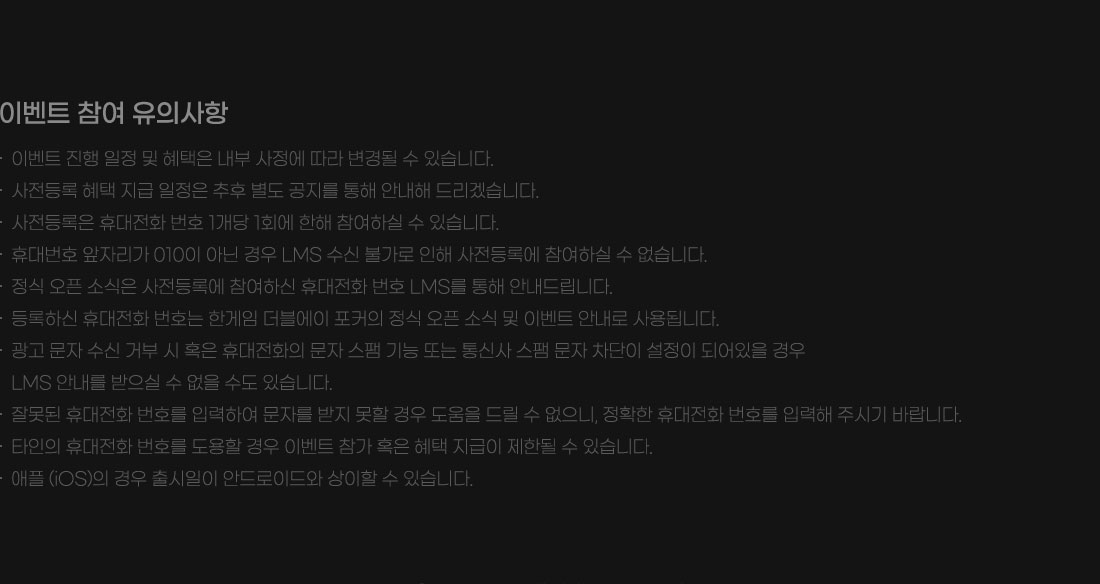 이벤트 참여 유의사항
· 이벤트 진행 일정 및 혜택은 내부 사정에 따라 변경될 수 있습니다.
· 사전등록 혜택 지급 일정은 추후 별도 공지를 통해 안내해 드리겠습니다.
· 사전등록은 휴대전화 번호 1개당 1회에 한해 참여하실 수 있습니다.
· 휴대번호 앞자리가 010이 아닌 경우 LMS 수신 불가로 인해 사전등록에 참여하실 수 없습니다.
· 정식 오픈 소식은 사전등록에 참여하신 휴대전화 번호 LMS를 통해 안내드립니다.
· 등록하신 휴대전화 번호는 한게임 더블에이 포커의 정식 오픈 소식 및 이벤트 안내로 사용됩니다.
· 광고 문자 수신 거부 시 혹은 휴대전화의 문자 스팸 기능 또는 통신사 스팸 문자 차단이 설정이 되어있을 경우
LMS 안내를 받으실 수 없을 수도 있습니다.
· 잘못된 휴대전화 번호를 입력하여 문자를 받지 못할 경우 도움을 드릴 수 없으니, 정확한 휴대전화 번호를 입력해 주시기 바랍니다.
· 타인의 휴대전화 번호를 도용할 경우 이벤트 참가 혹은 혜택 지급이 제한될 수 있습니다.
· 애플 (iOS)의 경우 출시일이 안드로이드와 상이할 수 있습니다.